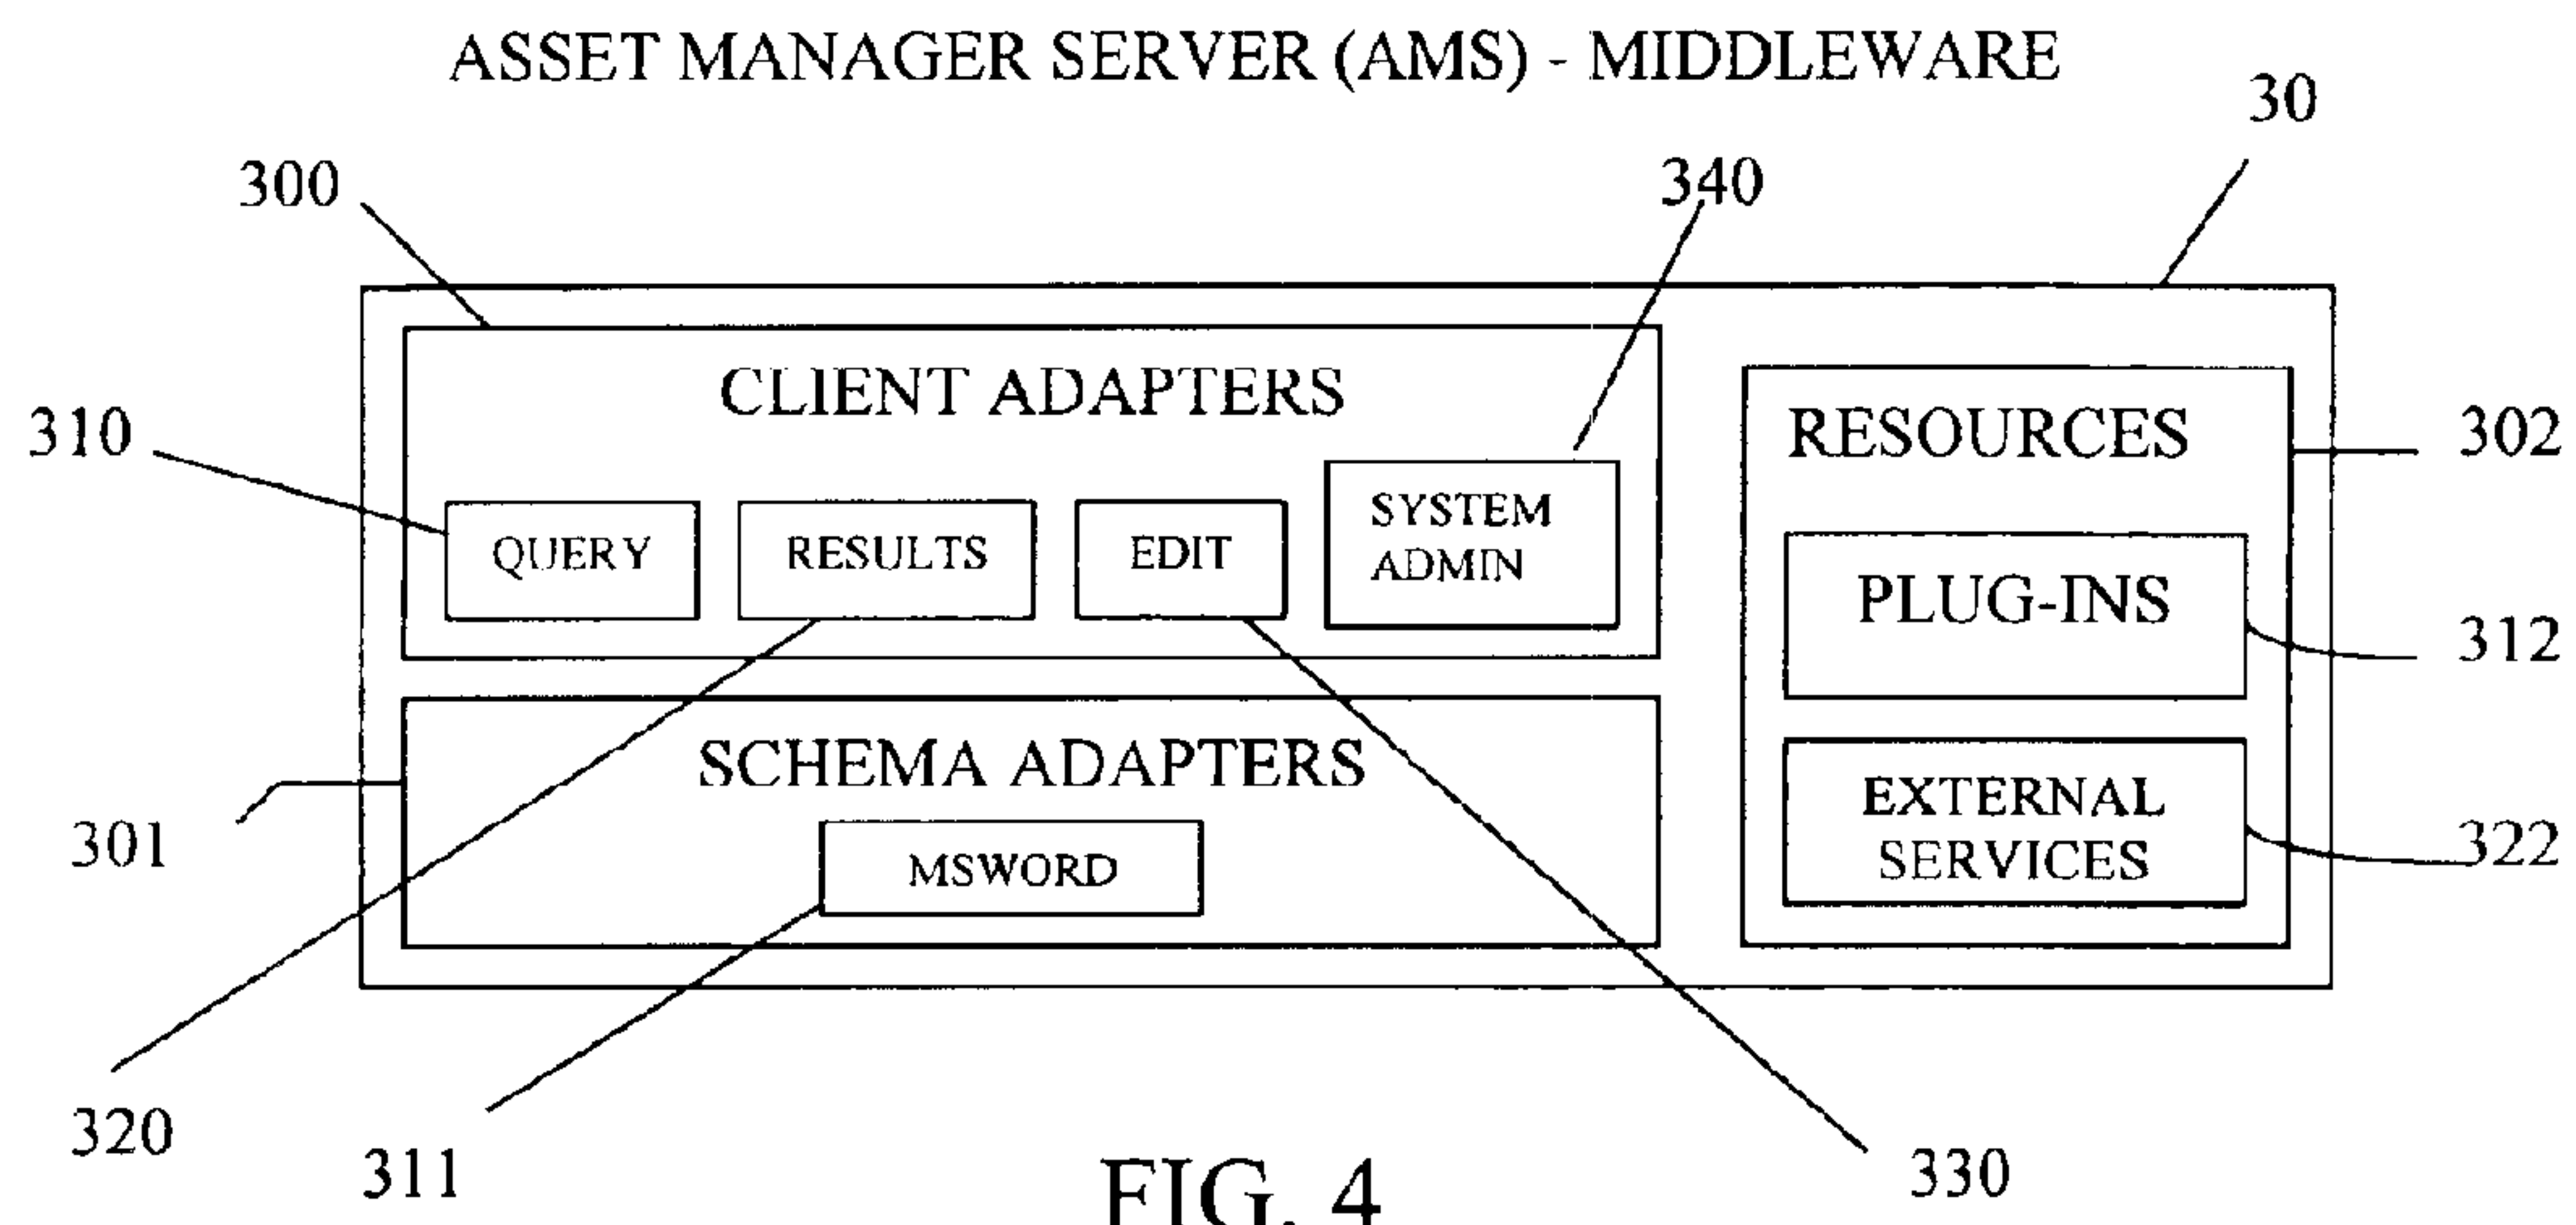 ASSET MANAGER SERVER (AMS) - MIDDLEWARE
30
300
340
CLIENT ADAPTERS
310
QUERY
RESULTS
EDIT
SYSTEM
ADMIN
RESOURCES
302
PLUG-INS
312
SCHEMA ADAPTERS
301
MSWORD
EXTERNAL
SERVICES
322
320
311
330
FIG. 4